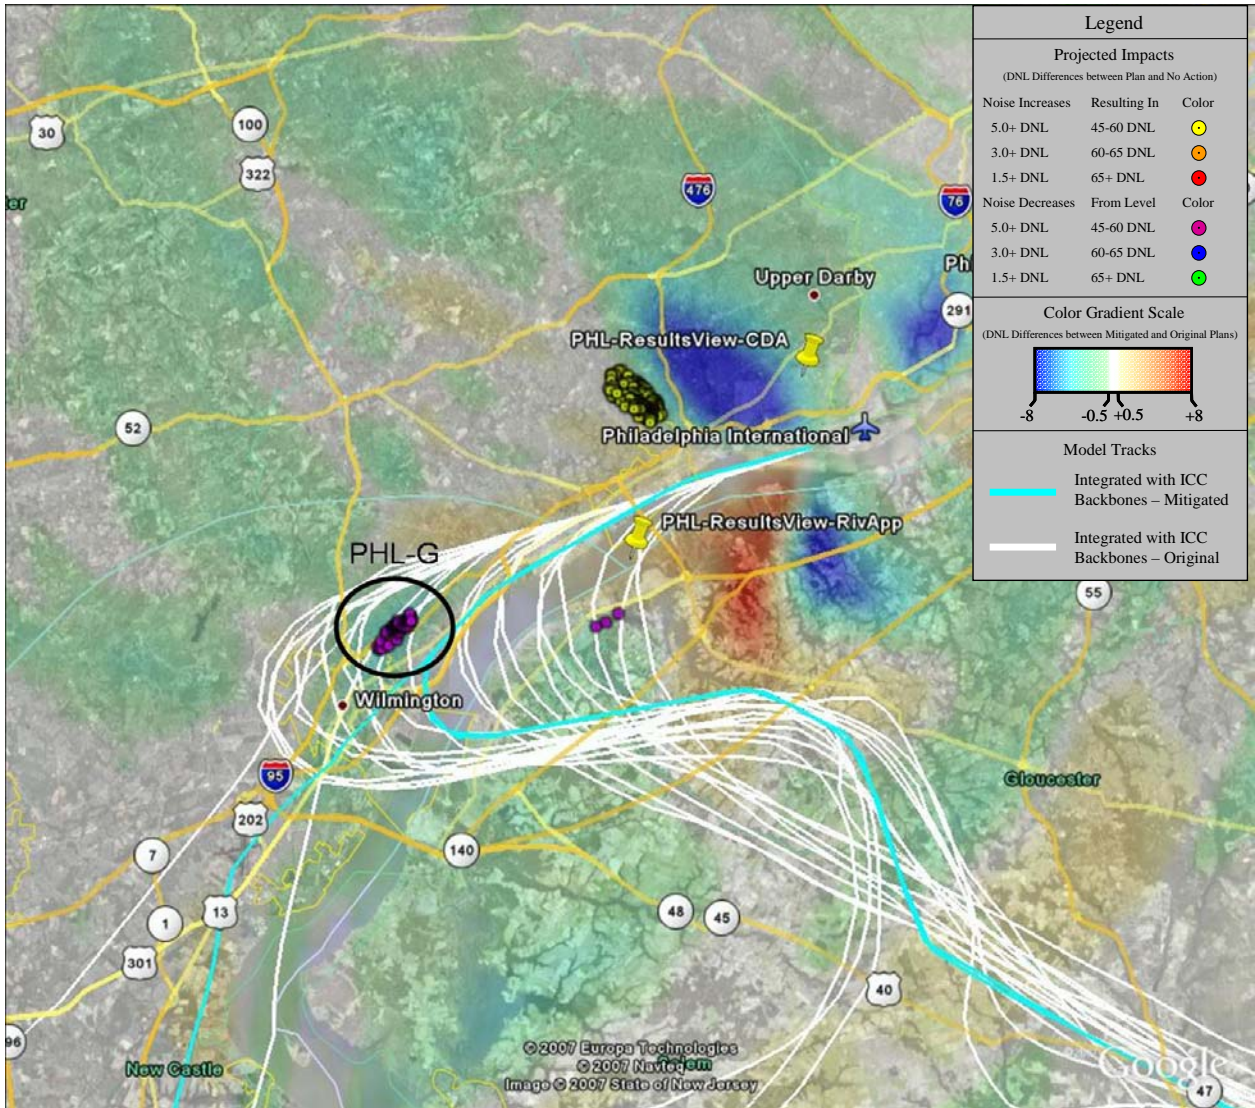 Legend
Projected Impacts
(DNL Differences between Plan and No Action)
Noise Increases Resulting In Color
5.0+ DNL 45-60 DNL
3.0+ DNL 60-65 DNL
1.5+ DNL 65+ DNL
Noise Decreases From Level Color
5.0+ DNL 45-60 DNL
3.0+ DNL 60-65 DNL
1.5+ DNL 65+ DNL
Color Gradient Scale
(DNL Differences between Mitigated and Original Plans)
-8 -0.5 +0.5 +8
Model Tracks
Integrated with ICC
Backbones – Mitigated
Integrated with ICC
Backbones – Original
30
100
322
476
76
291
Upper Darby
PHL-ResultsView-CDA
52
Philadelphia International
PHL-ResultsView-RivApp
PHL-G
55
Wilmington
95
Gloucester
202
7
140
1
13
48
45
301
40
96
New Castle
© 2007 Europa Technologies
© 2007 Navteq
Image © 2007 State of New Jersey
Google
47